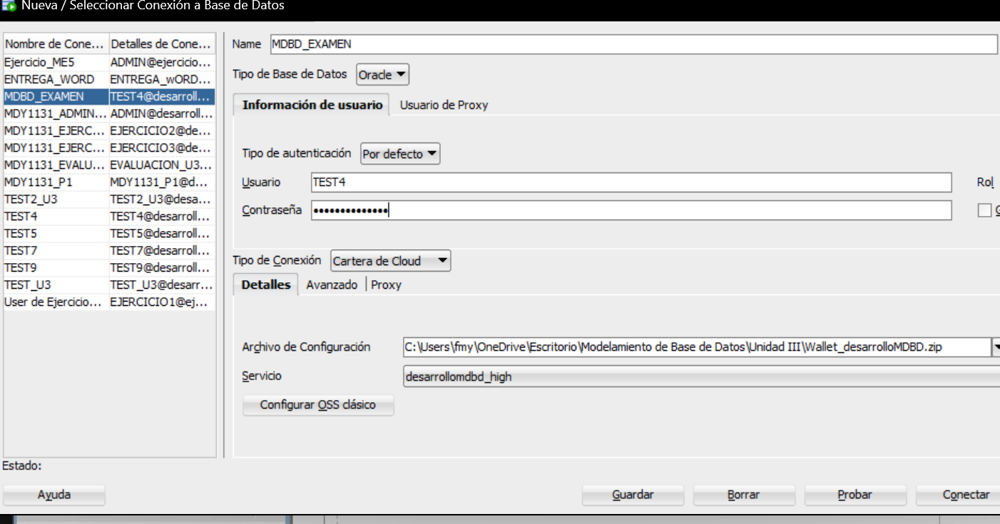 Nueva / Seleccionar Conexión a Base de Datos
Nombre de Cone... Detalles de Cone...
Ejercicio_ME5 ADMIN@ejercicio...
ENTREGA_WORD ENTREGA_wORD...
MDBD_EXAMEN TEST4@desarroll...
MDY1131_ADMIN... ADMIN@desarroll...
MDY1131_EJERC... EJERCICIO2@de...
MDY1131_EJERC... EJERCICIO3@de...
MDY1131_EVALU... EVALUACION_U3...
MDY1131_P1 MDY1131_P1@d...
TEST2_U3 TEST2_U3@desa...
TEST4 TEST4@desarroll...
TEST5 TEST5@desarroll...
TEST7 TEST7@desarroll...
TEST9 TEST9@desarroll...
TEST_U3 TEST_U3@desarr...
User de Ejercicio... EJERCICIO1@ej...
Name MDBD_EXAMEN
Tipo de Base de Datos Oracle
Información de usuario Usuario de Proxy
Tipo de autenticación Por defecto
Usuario TEST4 Rol
Contraseña ••••••••••••••
Tipo de Conexión Cartera de Cloud
Detalles Avanzado Proxy
Archivo de Configuración C:\Users\fmy\OneDrive\Escritorio\Modelamiento de Base de Datos\Unidad III\Wallet_desarrolloMDBD.zip
Servicio desarrollomdbd_high
Configurar OSS clásico
Estado:
Ayuda Guardar Borrar Probar Conectar